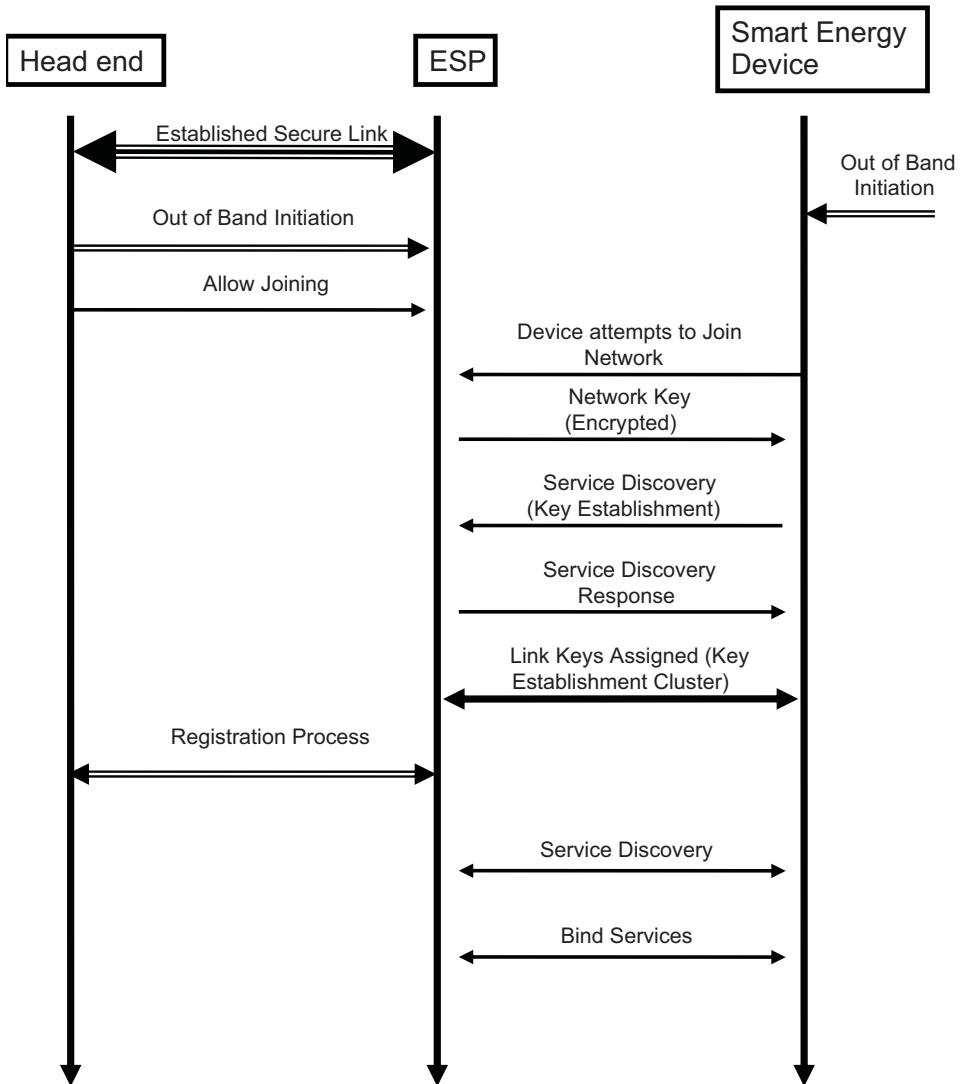 Head end
ESP
Smart Energy
Device
Established Secure Link
Out of Band
Initiation
Out of Band Initiation
Allow Joining
Device attempts to Join
Network
Network Key
(Encrypted)
Service Discovery
(Key Establishment)
Service Discovery
Response
Link Keys Assigned (Key
Establishment Cluster)
Registration Process
Service Discovery
Bind Services